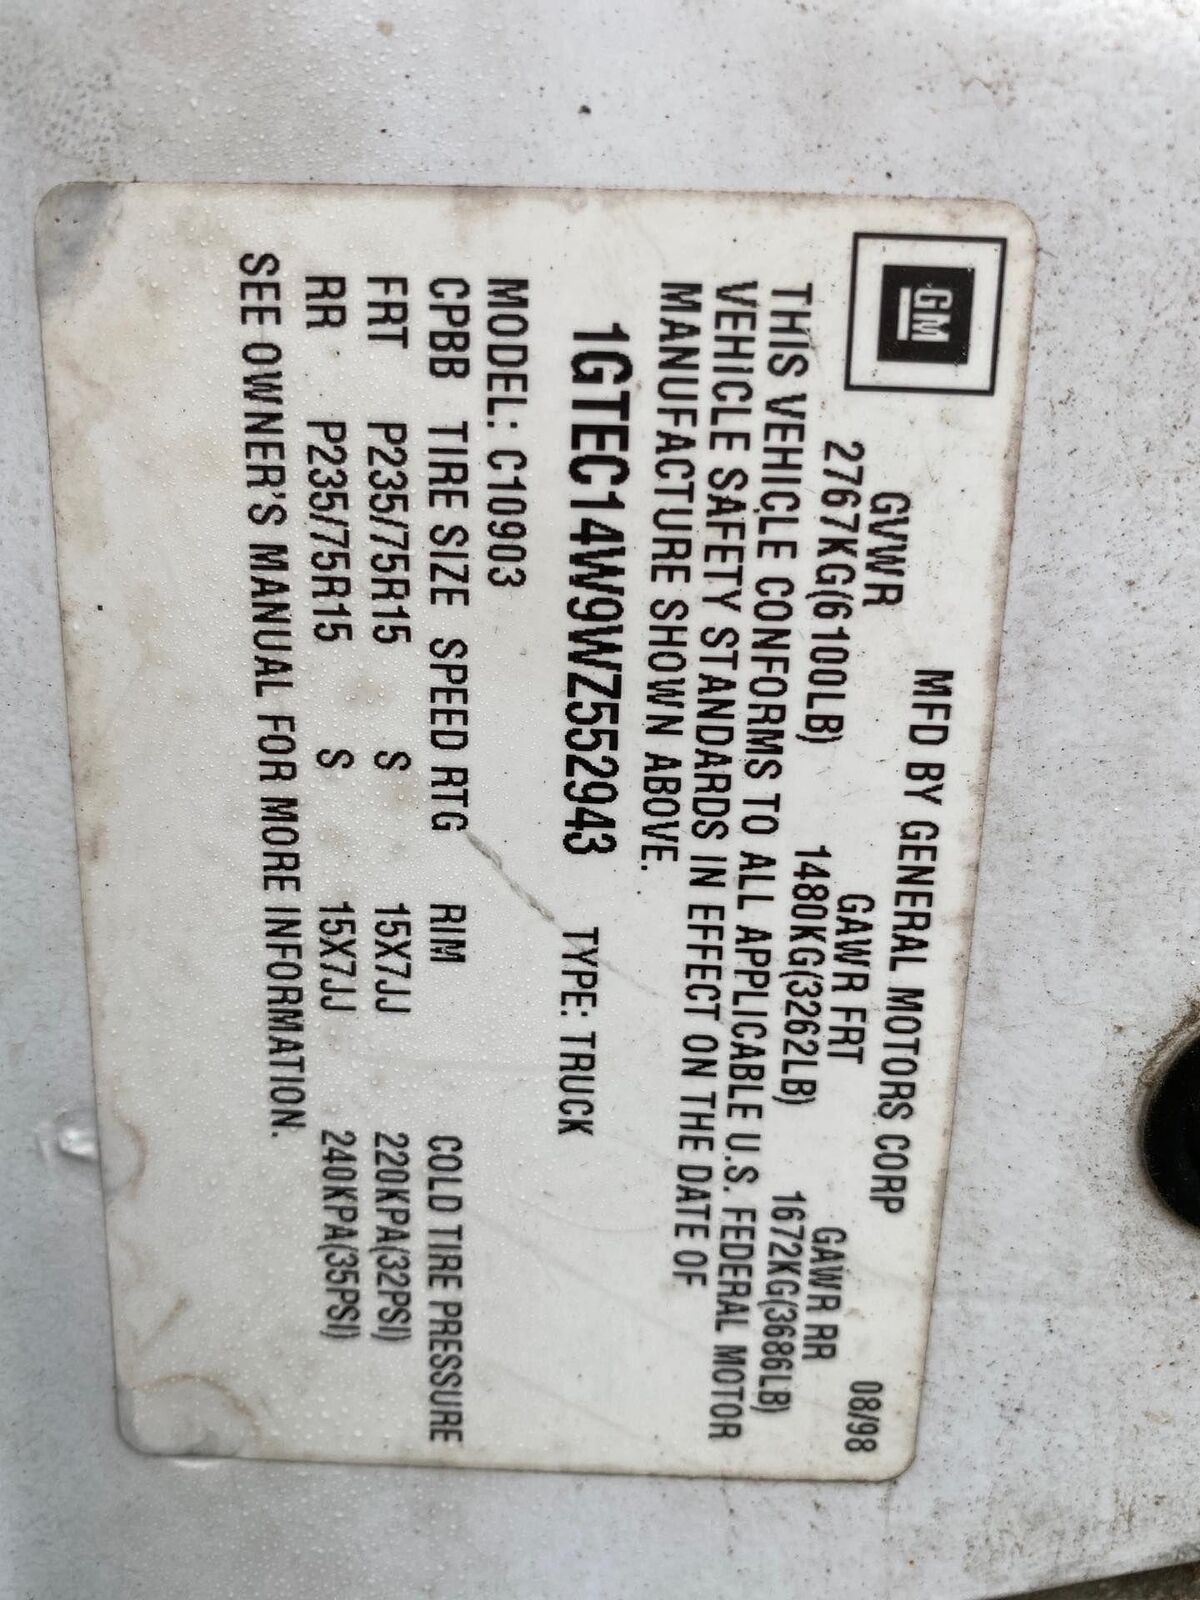 GM
MFD BY GENERAL MOTORS CORP 08/98
GVWR GAWR FRT GAWR RR
2767KG(6100LB) 1480KG(3262LB) 1672KG(3686LB)
THIS VEHICLE CONFORMS TO ALL APPLICABLE U.S. FEDERAL MOTOR
VEHICLE SAFETY STANDARDS IN EFFECT ON THE DATE OF
MANUFACTURE SHOWN ABOVE.
1GTEC14W9WZ552943 TYPE: TRUCK
MODEL: C10903
CPBB TIRE SIZE SPEED RTG RIM COLD TIRE PRESSURE
FRT P235/75R15 S 15X7JJ 220KPA(32PSI)
RR P235/75R15 S 15X7JJ 240KPA(35PSI)
SEE OWNER'S MANUAL FOR MORE INFORMATION.